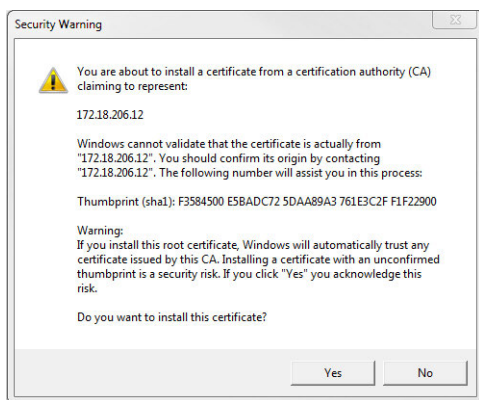 Security Warning
You are about to install a certificate from a certification authority (CA)
claiming to represent:
172.18.206.12
Windows cannot validate that the certificate is actually from
"172.18.206.12". You should confirm its origin by contacting
"172.18.206.12". The following number will assist you in this process:
Thumbprint (sha1): F3584500 E5BADC72 5DAA89A3 761E3C2F F1F22900
Warning:
If you install this root certificate, Windows will automatically trust any
certificate issued by this CA. Installing a certificate with an unconfirmed
thumbprint is a security risk. If you click "Yes" you acknowledge this
risk.
Do you want to install this certificate?
Yes No